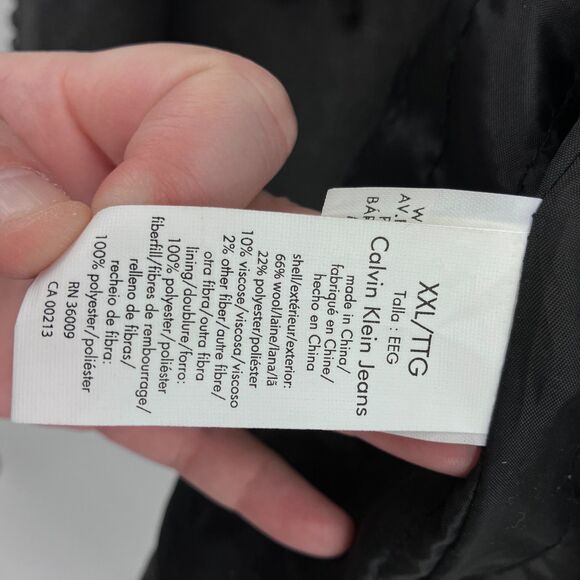 XXL/TTG
Talla : EEG
Calvin Klein Jeans
made in China/
fabriqué en Chine/
hecho en China
shell/extérieur/exterior:
66% wool/laine/lana/lã
22% polyester/poliéster
10% viscose/viscosa/viscoso
2% other fiber/autre fibre/
otra fibra/outra fibra
lining/doublure/forro:
100% polyester/poliéster
fiberfill/fibres de rembourrage/
relleno de fibras/
recheio de fibra:
100% polyester/poliéster
RN 36009
CA 00213